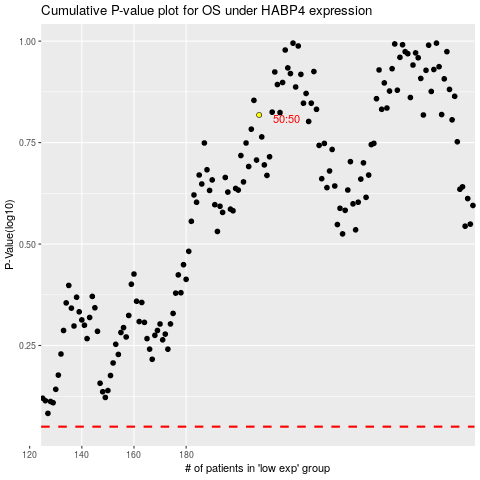 Cumulative P-value plot for OS under HABP4 expression
P-Value(log10)
1.00
0.75
0.50
0.25
50:50
120 140 160 180
# of patients in 'low exp' group